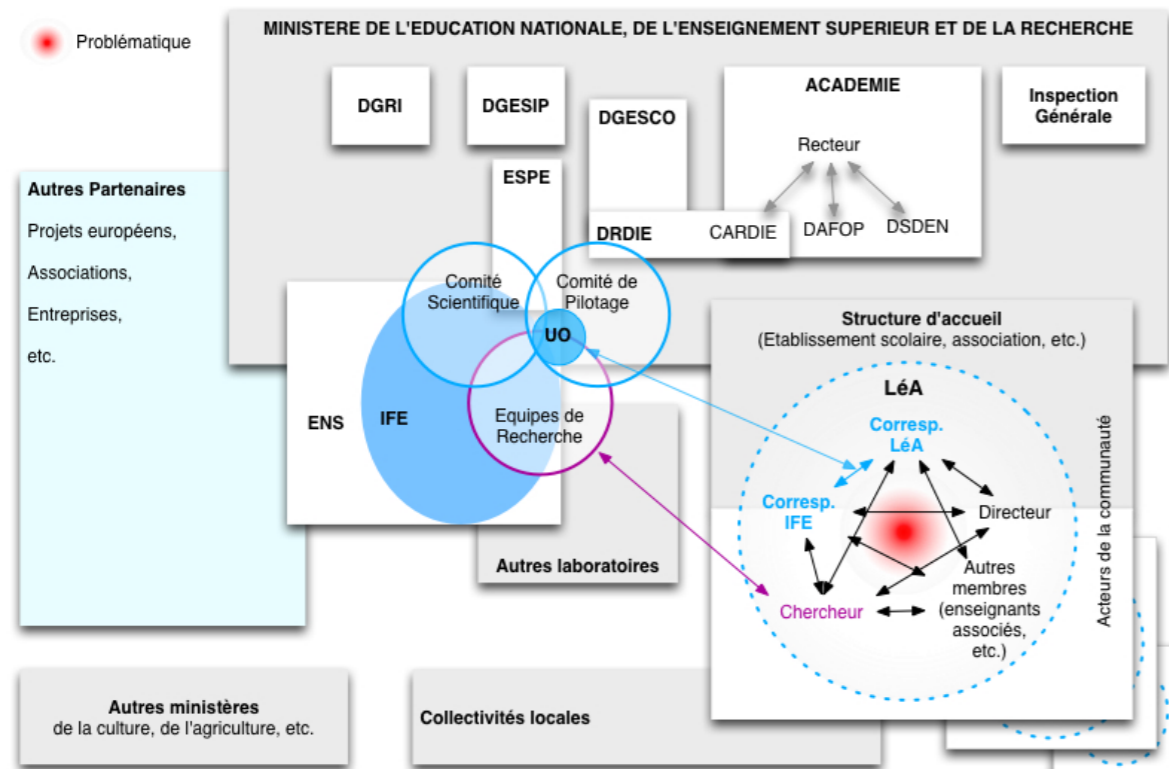 Problématique
MINISTERE DE L'EDUCATION NATIONALE, DE L'ENSEIGNEMENT SUPERIEUR ET DE LA RECHERCHE
DGRI
DGESIP
DGESCO
ACADEMIE
Inspection
Générale
Recteur
ESPE
DRDIE
CARDIE
DAFOP
DSDEN
Autres Partenaires
Projets européens,
Associations,
Entreprises,
etc.
Comité
Scientifique
Comité de
Pilotage
UO
ENS
IFE
Equipes de
Recherche
Autres laboratoires
Structure d'accueil
(Etablissement scolaire, association, etc.)
LéA
Corresp.
LéA
Corresp.
IFE
Directeur
Chercheur
Autres
membres
(enseignants
associés,
etc.)
Acteurs de la communauté
Autres ministères
de la culture, de l'agriculture, etc.
Collectivités locales